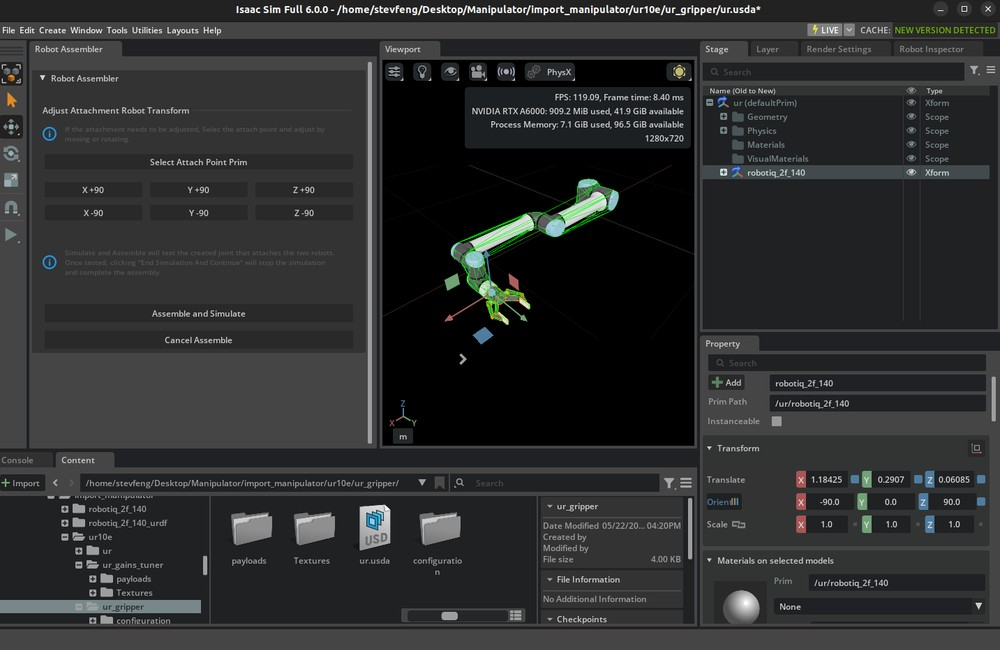 Isaac Sim Full 6.0.0 - /home/stevfeng/Desktop/Manipulator/import_manipulator/ur10e/ur_gripper/ur.usda*
File Edit Create Window Tools Utilities Layouts Help
LIVE CACHE: NEW VERSION DETECTED
Robot Assembler
Robot Assembler
Adjust Attachment Robot Transform
If the attachment needs to be adjusted, Select the attach point and adjust by
moving or rotating.
Select Attach Point Prim
X +90 Y +90 Z +90
X -90 Y -90 Z -90
Simulate and Assemble will test the created joint that attaches the two robots.
Once tested, clicking "End Simulation And Continue" will stop the simulation
and complete the assembly.
Assemble and Simulate
Cancel Assemble
Viewport
PhysX
FPS: 119.09, Frame time: 8.40 ms
NVIDIA RTX A6000: 909.2 MiB used, 41.9 GiB available
Process Memory: 7.1 GiB used, 96.5 GiB available
1280x720
Z
X Y
m
Stage Layer Render Settings Robot Inspector
Search
Name (Old to New) Type
ur (defaultPrim) Xform
Geometry Scope
Physics Scope
Materials Scope
VisualMaterials Scope
robotiq_2f_140 Xform
Property
Search
Add robotiq_2f_140
Prim Path /ur/robotiq_2f_140
Instanceable
Transform
Translate X 1.18425 Y 0.2907 Z 0.06085
Orient X -90.0 Y 0.0 Z 90.0
Scale X 1.0 Y 1.0 Z 1.0
Materials on selected models
Prim /ur/robotiq_2f_140
None
Console Content
Import /home/stevfeng/Desktop/Manipulator/import_manipulator/ur10e/ur_gripper/ Search
import_manipulator
robotiq_2f_140
robotiq_2f_140_urdf
ur10e
ur
ur_gains_tuner
payloads
Textures
ur_gripper
configuration
USD
payloads Textures ur.usda configuratio
n
ur_gripper
Date Modified 05/22/20... 04:20PM
Created by
Modified by
File size 4.00 KB
File Information
No Additional Information
Checkpoints